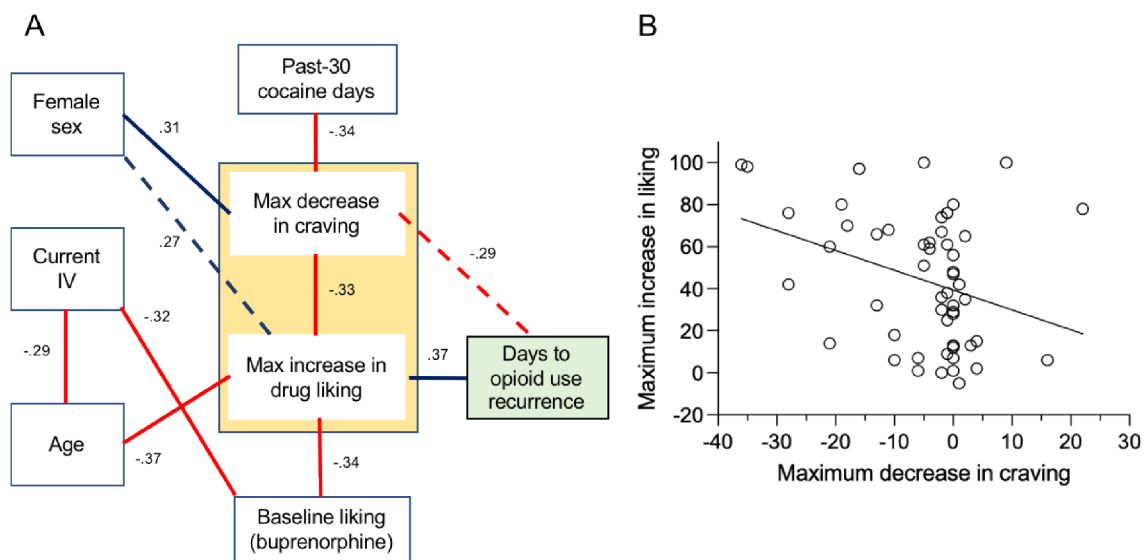 A
Female
sex
Past-30
cocaine days
.31
-.34
Max decrease
in craving
.27
Current
IV
-.29
-.33
-.32
-.29
Max increase in
drug liking
.37
Days to
opioid use
recurrence
Age
-.37
-.34
Baseline liking
(buprenorphine)
B
Maximum increase in liking
100
80
60
40
20
0
-20
-40
-30
-20
-10
0
10
20
30
Maximum decrease in craving